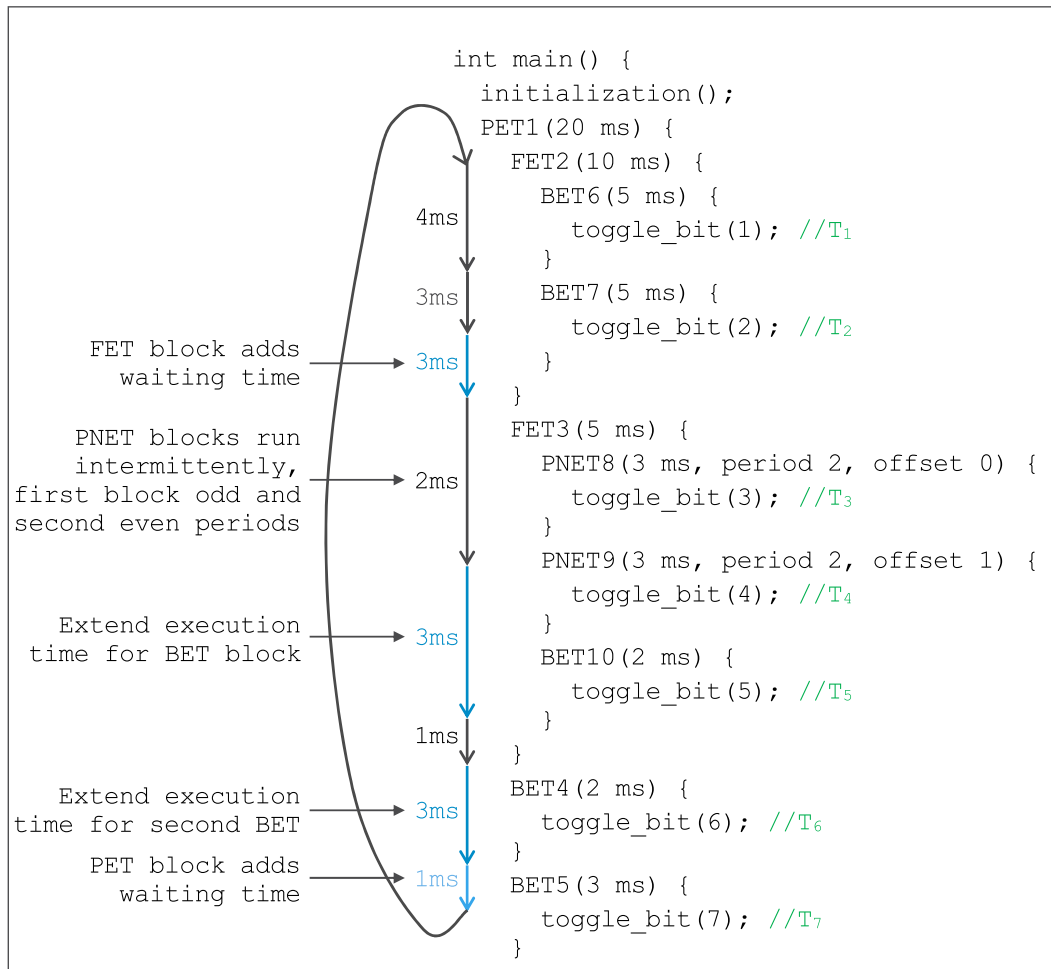 int main() {
initialization();
PET1(20 ms) {
FET2(10 ms) {
BET6(5 ms) {
toggle_bit(1); //T₁
}
BET7(5 ms) {
toggle_bit(2); //T₂
}
}
FET3(5 ms) {
PNET8(3 ms, period 2, offset 0) {
toggle_bit(3); //T₃
}
PNET9(3 ms, period 2, offset 1) {
toggle_bit(4); //T₄
}
BET10(2 ms) {
toggle_bit(5); //T₅
}
}
BET4(2 ms) {
toggle_bit(6); //T₆
}
BET5(3 ms) {
toggle_bit(7); //T₇
}
4ms
3ms
FET block adds
waiting time
3ms
PNET blocks run
intermittently,
first block odd and
second even periods
2ms
Extend execution
time for BET block
3ms
1ms
Extend execution
time for second BET
3ms
PET block adds
waiting time
1ms